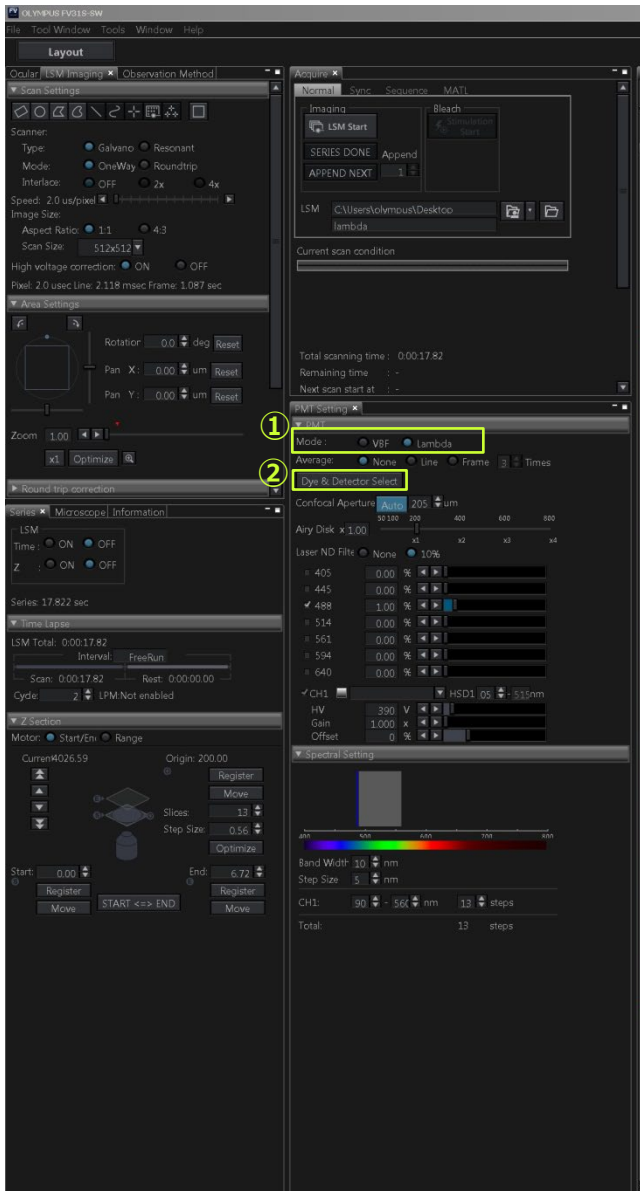 OLYMPUS FV31S-SW
File Tool Window Tools Window Help
Layout
Ocular LSM Imaging Observation Method
Scan Settings
Scanner:
Type: Galvano Resonant
Mode: OneWay Roundtrip
Interlace: OFF 2x 4x
Speed: 2.0 us/pixel
Image Size:
Aspect Ratio: 1:1 4:3
Scan Size: 512x512
High voltage correction: ON OFF
Pixel: 2.0 usec Line: 2.118 msec Frame: 1.087 sec
Area Settings
Rotation 0.0 deg Reset
Pan X: 0.00 um Reset
Pan Y: 0.00 um Reset
Zoom 1.00
x1 Optimize
Round trip correction
Series Microscope Information
LSM
Time: ON OFF
Z : ON OFF
Series: 17.822 sec
Time Lapse
LSM Total: 0:00:17.82
Interval: FreeRun
Scan: 0:00:17.82 Rest: 0:00:00.00
Cycle: 2 LPM:Not enabled
Z Section
Motor: Start/En Range
Current4026.59 Origin: 200.00
Register
Move
Slices: 13
Step Size: 0.56
Optimize
Start: 0.00 End: 6.72
Register Register
Move START <=> END Move
Acquire
Normal Sync Sequence MATL
Imaging Bleach
LSM Start Stimulation Start
SERIES DONE Append
APPEND NEXT 1
LSM C:\Users\olympus\Desktop
lambda
Current scan condition
Total scanning time : 0:00:17.82
Remaining time : -
Next scan start at : -
PMT Setting
PMT
① Mode : VBF Lambda
Average: None Line Frame 3 Times
② Dye & Detector Select
Confocal Aperture Auto 205 um
50 100 200 400 600 800
Airy Disk x 1.00 x1 x2 x3 x4
Laser ND Filte None 10%
405 0.00 %
445 0.00 %
488 1.00 %
514 0.00 %
561 0.00 %
594 0.00 %
640 0.00 %
CH1 HSD1 05 - 515nm
HV 390 V
Gain 1.000 x
Offset 0 %
Spectral Setting
400 500 600 700 800
Band Width 10 nm
Step Size 5 nm
CH1: 90 - 56( nm 13 steps
Total: 13 steps